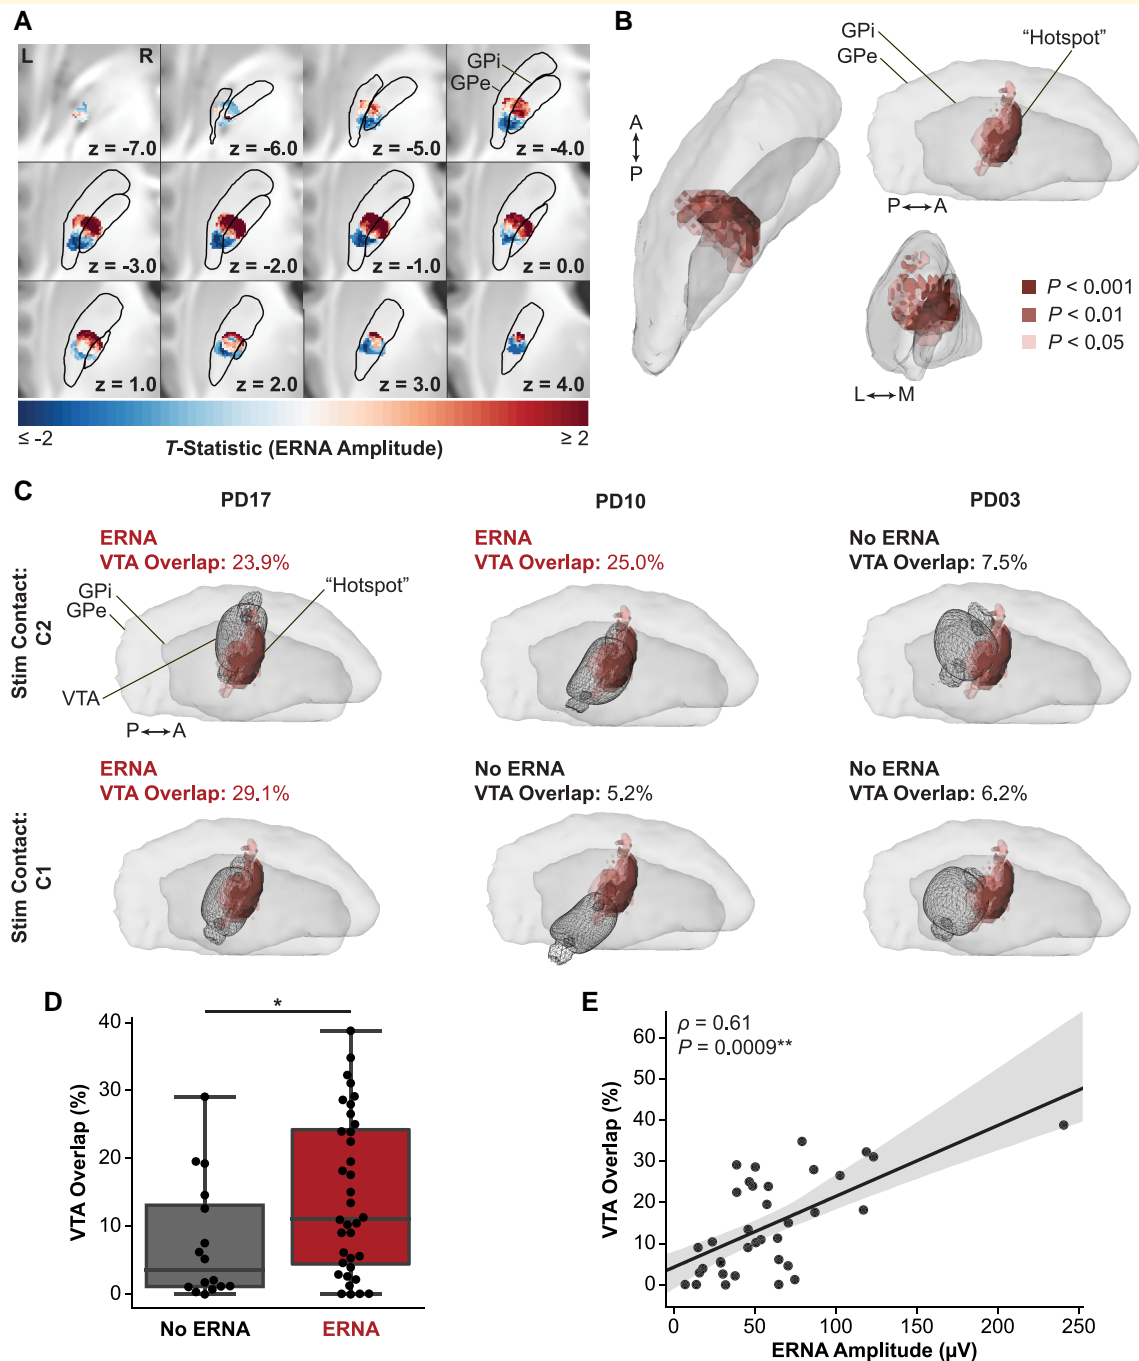 A
L R
GPi
GPe
z = -7.0
z = -6.0
z = -5.0
z = -4.0
z = -3.0
z = -2.0
z = -1.0
z = 0.0
z = 1.0
z = 2.0
z = 3.0
z = 4.0
≤ -2
≥ 2
T-Statistic (ERNA Amplitude)
B
GPi
GPe
"Hotspot"
A
P
P A
L M
P < 0.001
P < 0.01
P < 0.05
C
PD17
PD10
PD03
Stim Contact:
C2
ERNA
VTA Overlap: 23.9%
GPi
GPe
"Hotspot"
VTA
P A
ERNA
VTA Overlap: 25.0%
No ERNA
VTA Overlap: 7.5%
Stim Contact:
C1
ERNA
VTA Overlap: 29.1%
No ERNA
VTA Overlap: 5.2%
No ERNA
VTA Overlap: 6.2%
D
*
VTA Overlap (%)
40
30
20
10
0
No ERNA
ERNA
E
ρ = 0.61
P = 0.0009**
VTA Overlap (%)
60
50
40
30
20
10
0
0 50 100 150 200 250
ERNA Amplitude (µV)